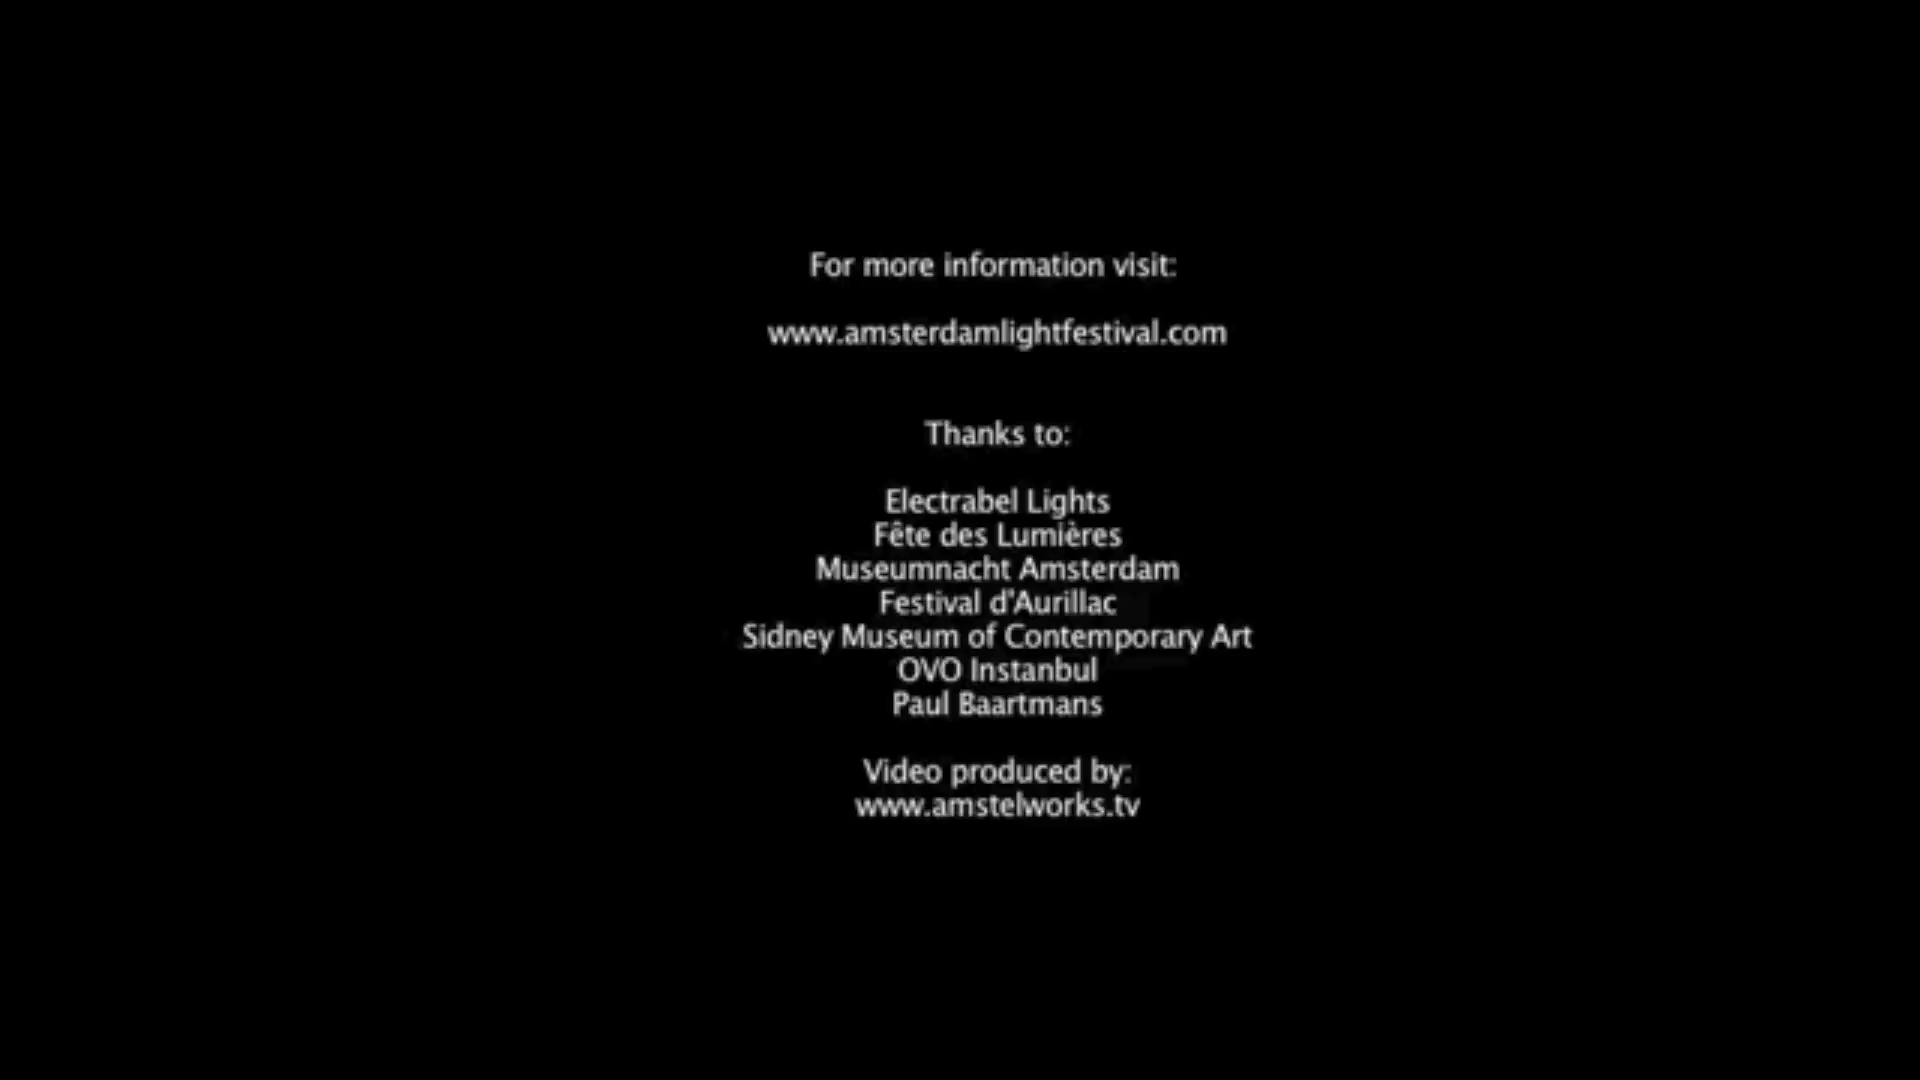 For more information visit:
www.amsterdamlightfestival.com
Thanks to:
Electrabel Lights
Fête des Lumières
Museumnacht Amsterdam
Festival d'Aurillac
Sidney Museum of Contemporary Art
OVO Instanbul
Paul Baartmans
Video produced by:
www.amstelworks.tv